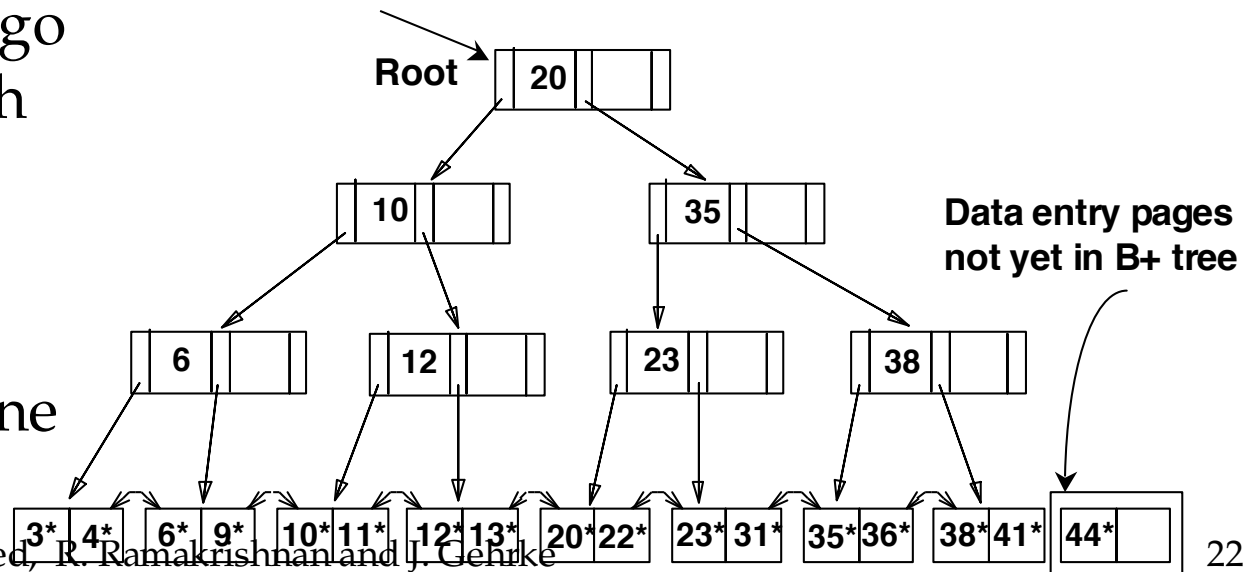 go
h
Root
20
10
35
Data entry pages
not yet in B+ tree
6
12
23
38
ne
3* 4* 6* 9* 10* 11* 12* 13* 20* 22* 23* 31* 35* 36* 38* 41* 44*
ed, R. Ramakrishnan and J. Gehrke
22